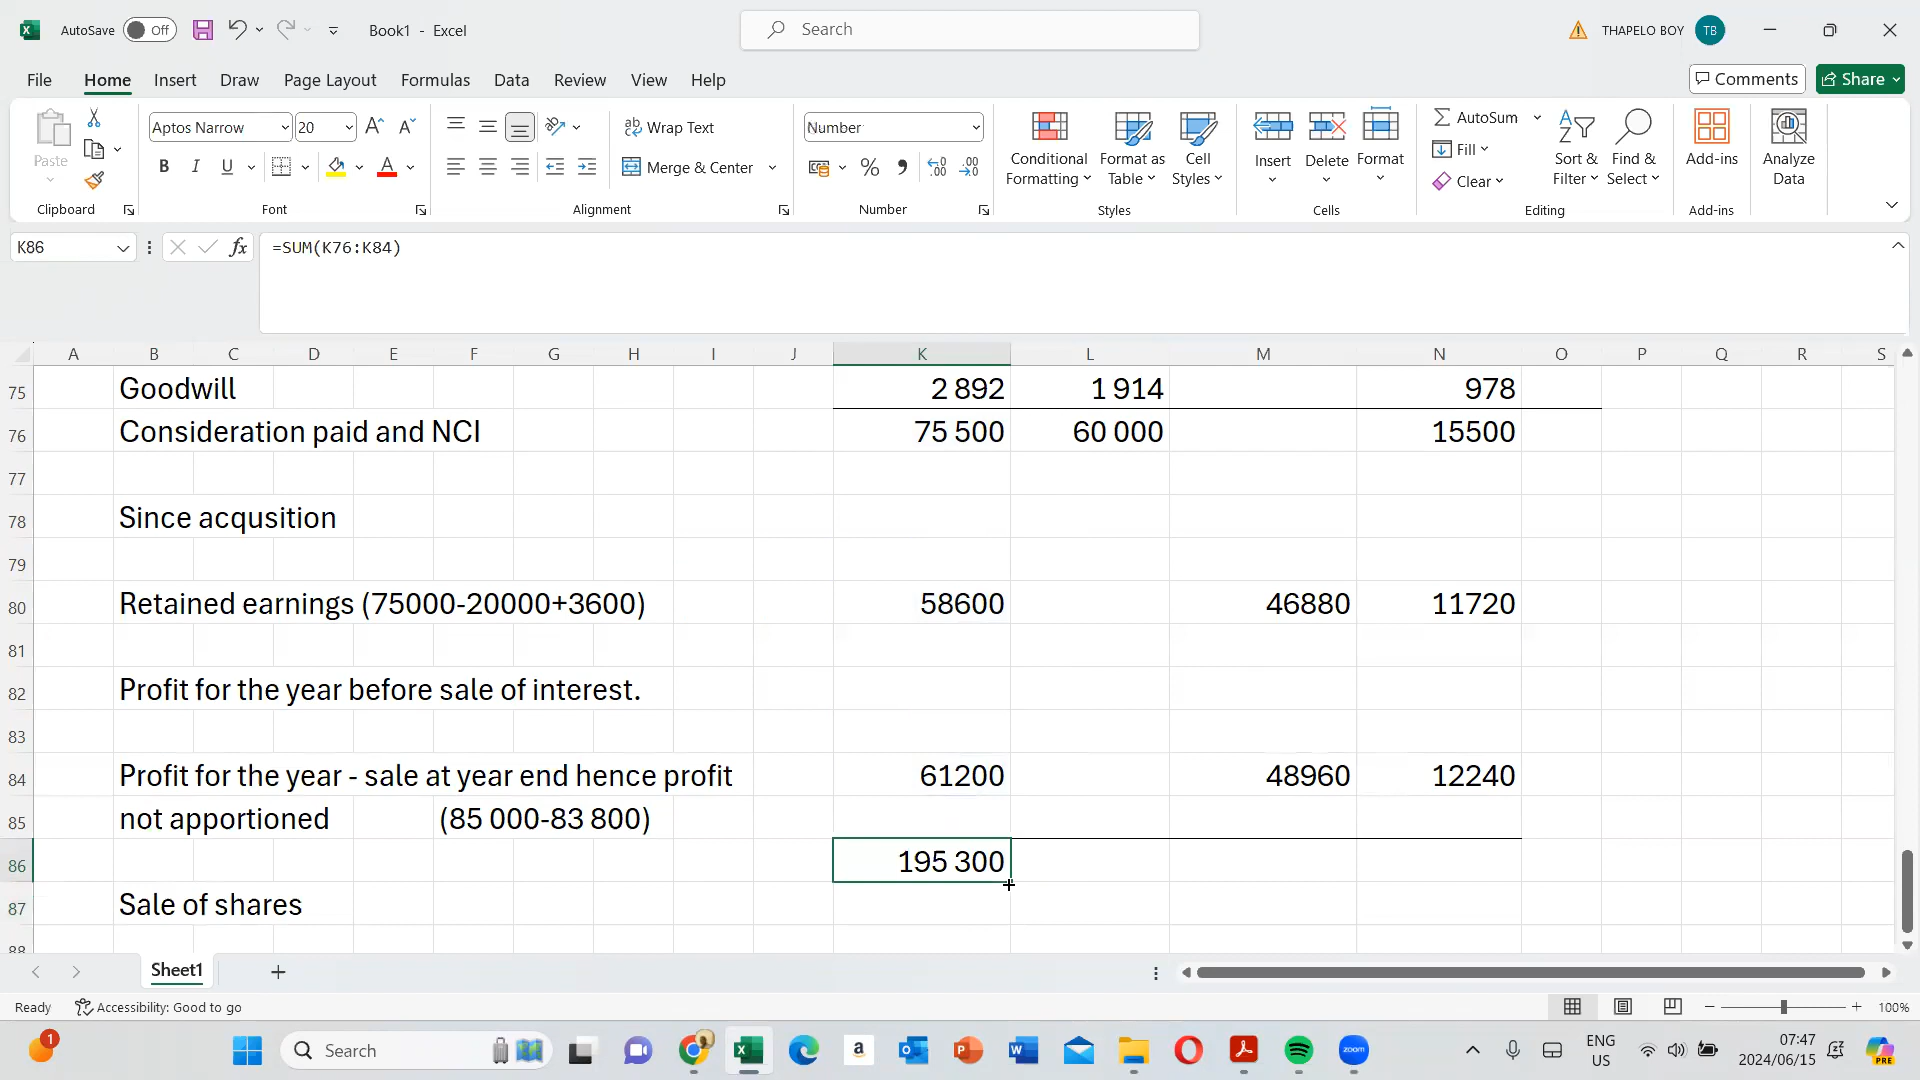 AutoSave Off Book1 - Excel Search THAPELO BOY TB
File Home Insert Draw Page Layout Formulas Data Review View Help Comments Share
Paste Aptos Narrow 20 Wrap Text Number Conditional Formatting Format as Table Cell Styles Insert Delete Format AutoSum Sort & Filter Find & Select Add-ins Analyze Data
B I U Merge & Center % Fill Clear
Clipboard Font Alignment Number Styles Cells Editing Add-ins
K86 fx =SUM(K76:K84)
A B C D E F G H I J K L M N O P Q R S
75 Goodwill 2 892 1 914 978
76 Consideration paid and NCI 75 500 60 000 15500
77
78 Since acqusition
79
80 Retained earnings (75000-20000+3600) 58600 46880 11720
81
82 Profit for the year before sale of interest.
83
84 Profit for the year - sale at year end hence profit 61200 48960 12240
85 not apportioned (85 000-83 800)
86 195 300
87 Sale of shares
88
Sheet1
Ready Accessibility: Good to go 100%
1 Search zoom ENG US 07:47 2024/06/15 PRE